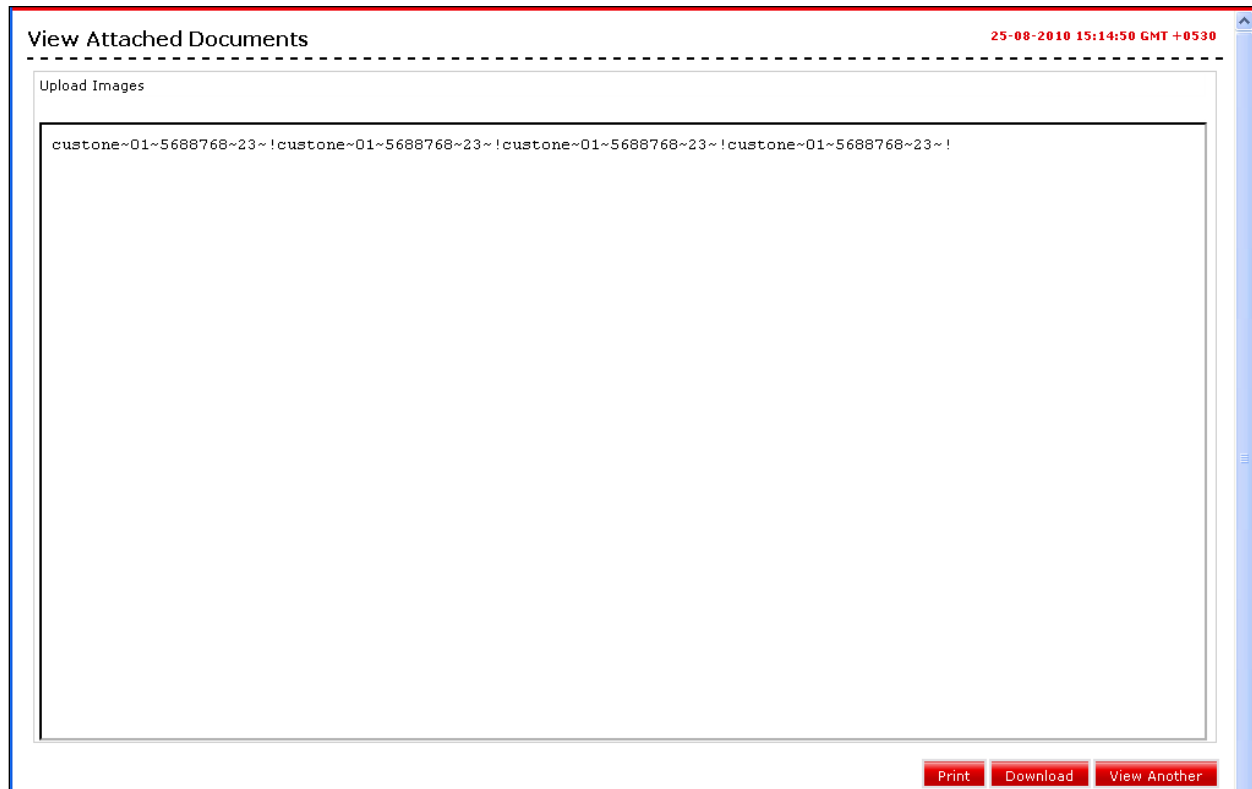 View Attached Documents
25-08-2010 15:14:50 GMT +0530
Upload Images
custone~01~5688768~23~!custone~01~5688768~23~!custone~01~5688768~23~!custone~01~5688768~23~!
Print
Download
View Another